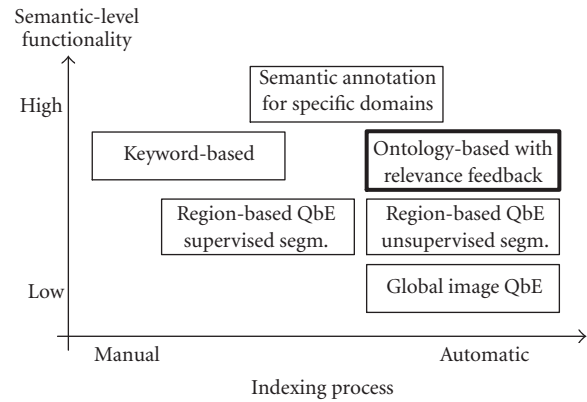 Semantic-level
functionality
High
Semantic annotation
for specific domains
Keyword-based
Ontology-based with
relevance feedback
Region-based QbE
supervised segm.
Region-based QbE
unsupervised segm.
Low
Global image QbE
Manual
Automatic
Indexing process